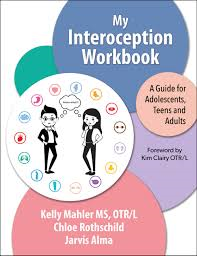 My
Interoception
Workbook
A Guide for
Adolescents,
Teens and
Adults
Foreword by
Kim Clairy OTR/L
Kelly Mahler MS, OTR/L
Chloe Rothschild
Jarvis Alma